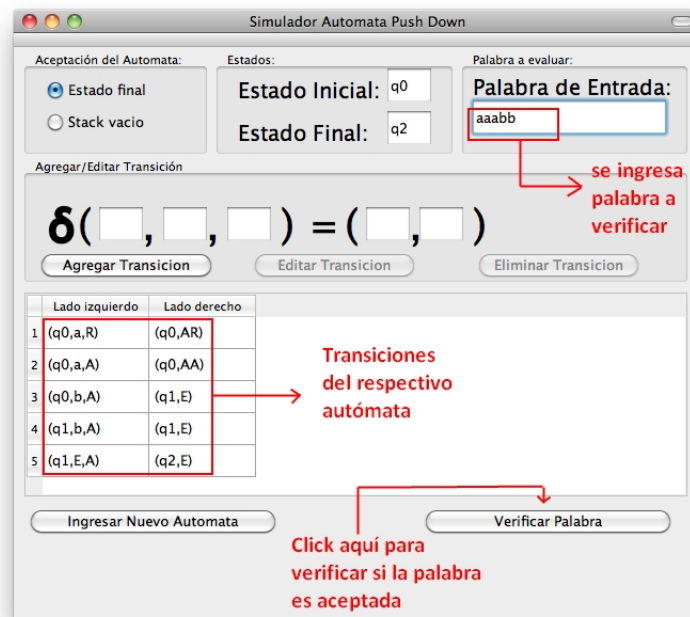 Simulador Automata Push Down
Aceptación del Automata:
Estado final
Stack vacio
Estados:
Estado Inicial: q0
Estado Final: q2
Palabra a evaluar:
Palabra de Entrada:
aaabb
se ingresa
palabra a
verificar
Agregar/Editar Transición
δ( , , ) = ( , )
Agregar Transicion
Editar Transicion
Eliminar Transicion
Lado izquierdo Lado derecho
1 (q0,a,R) (q0,AR)
2 (q0,a,A) (q0,AA)
3 (q0,b,A) (q1,E)
4 (q1,b,A) (q1,E)
5 (q1,E,A) (q2,E)
Transiciones
del respectivo
autómata
Ingresar Nuevo Automata
Verificar Palabra
Click aquí para
verificar si la palabra
es aceptada